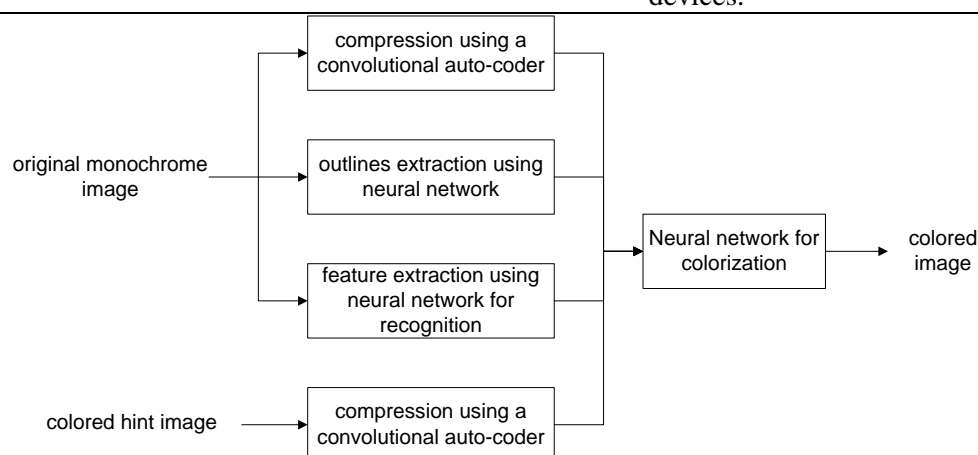 devices.
compression using a
convolutional auto-coder
original monochrome
image
outlines extraction using
neural network
feature extraction using
neural network for
recognition
colored hint image
compression using a
convolutional auto-coder
Neural network for
colorization
colored
image